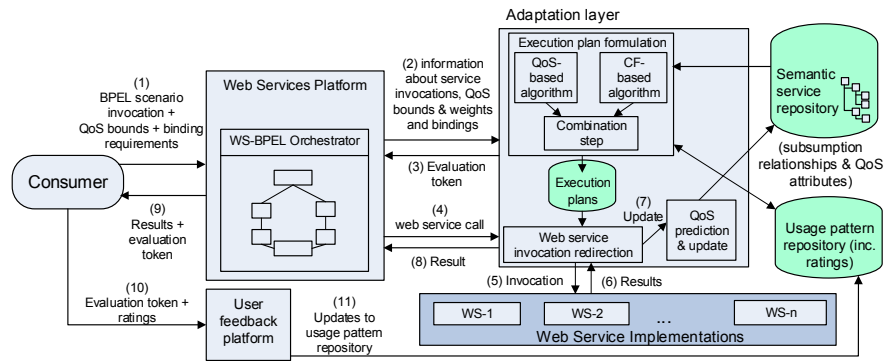 Adaptation layer
Execution plan formulation
QoS-
based
algorithm
CF-
based
algorithm
Combination
step
Execution
plans
Web service
invocation redirection
(7)
Update
QoS
prediction
& update
Semantic
service
repository
(subsumption
relationships & QoS
attributes)
Usage pattern
repository (inc.
ratings)
(1)
BPEL scenario
invocation +
QoS bounds + binding
requirements
Consumer
(9)
Results +
evaluation
token
Web Services Platform
WS-BPEL Orchestrator
(2) information
about service
invocations, QoS
bounds & weights
and bindings
(3) Evaluation
token
(4)
web service call
(8) Result
(5) Invocation
(6) Results
WS-1
WS-2
...
WS-n
Web Service Implementations
(10)
Evaluation token +
ratings
User
feedback
platform
(11)
Updates to
usage pattern
repository